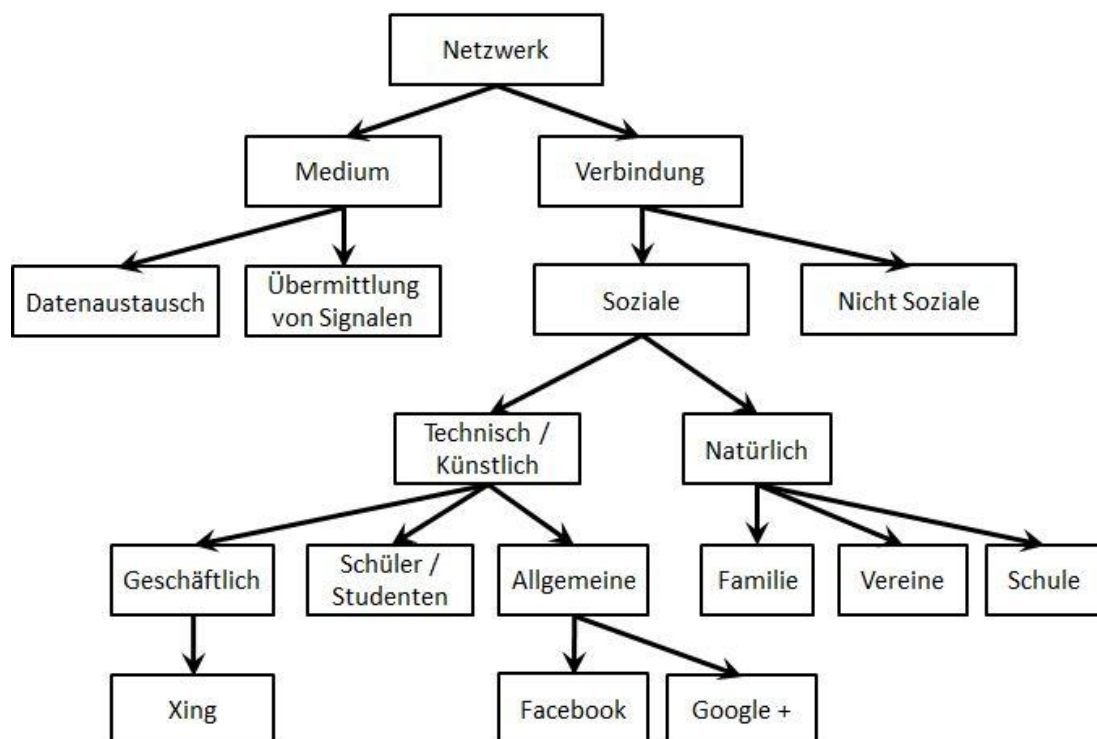 Netzwerk
Medium
Verbindung
Datenaustausch
Übermittlung
von Signalen
Soziale
Nicht Soziale
Technisch /
Künstlich
Natürlich
Geschäftlich
Schüler /
Studenten
Allgemeine
Familie
Vereine
Schule
Xing
Facebook
Google +